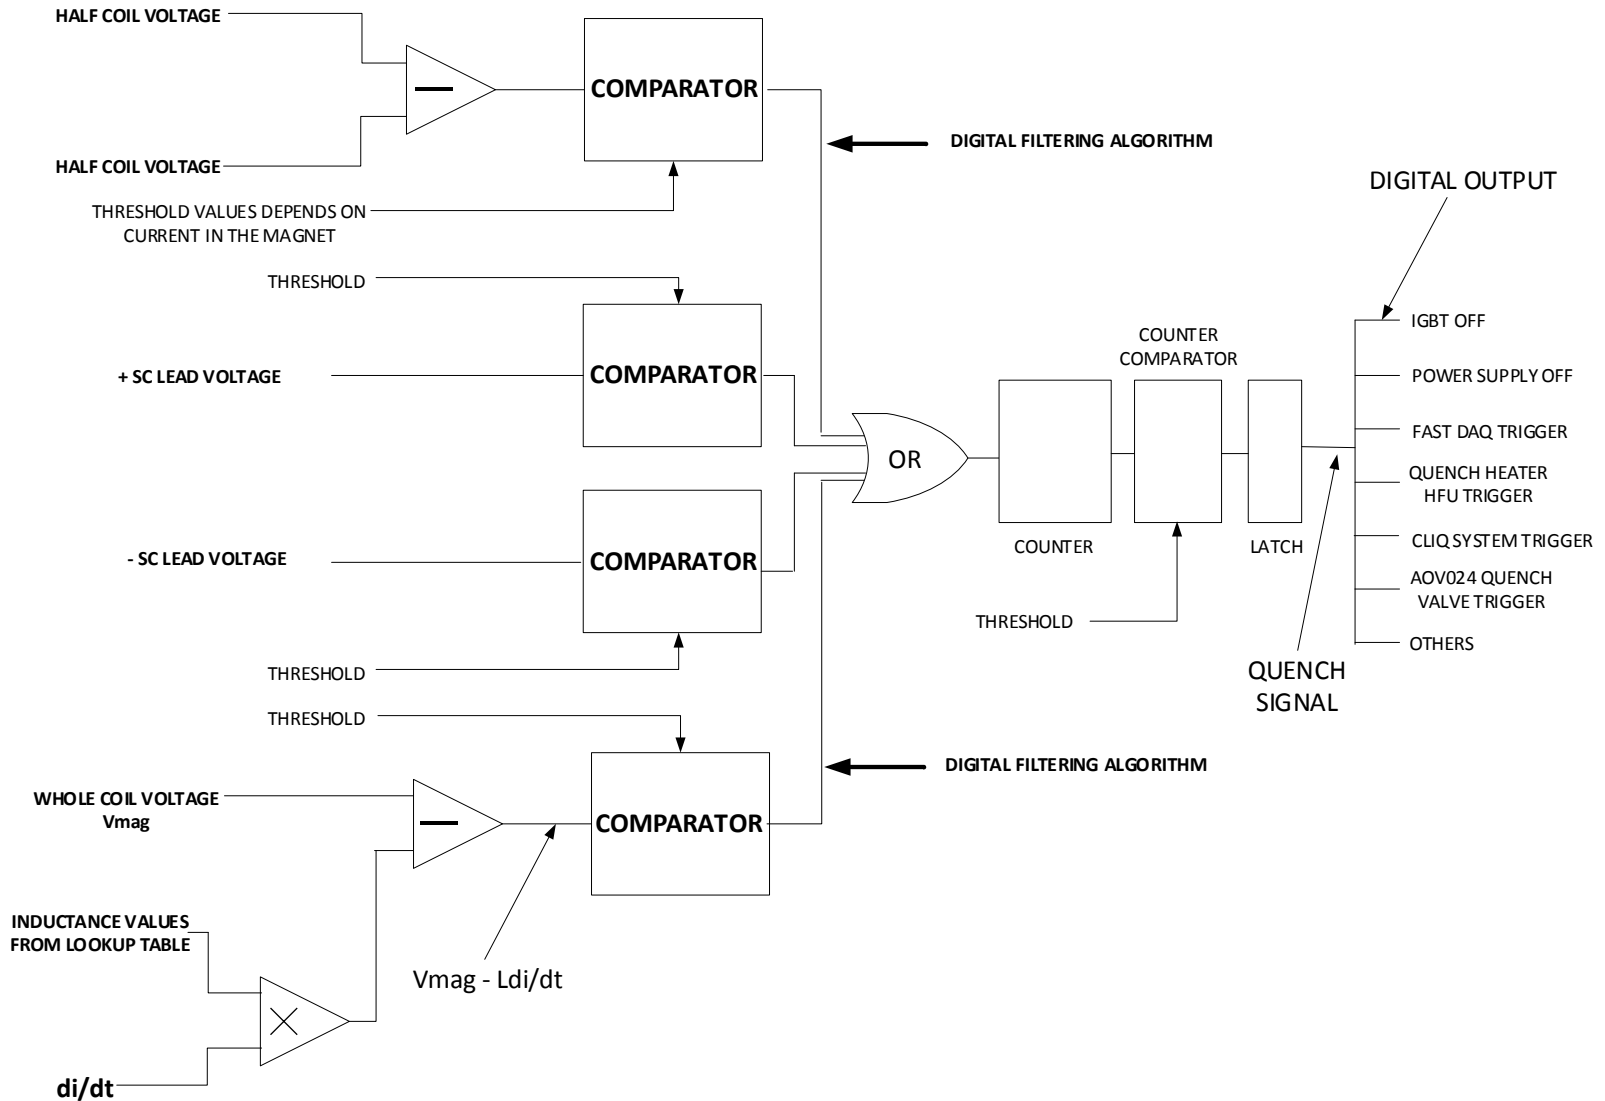 HALF COIL VOLTAGE
COMPARATOR
HALF COIL VOLTAGE
THRESHOLD VALUES DEPENDS ON
CURRENT IN THE MAGNET
DIGITAL FILTERING ALGORITHM
DIGITAL OUTPUT
THRESHOLD
+ SC LEAD VOLTAGE
COMPARATOR
- SC LEAD VOLTAGE
COMPARATOR
THRESHOLD
OR
COUNTER
COUNTER
COMPARATOR
THRESHOLD
LATCH
QUENCH
SIGNAL
IGBT OFF
POWER SUPPLY OFF
FAST DAQ TRIGGER
QUENCH HEATER
HFU TRIGGER
CLIQ SYSTEM TRIGGER
AOV024 QUENCH
VALVE TRIGGER
OTHERS
THRESHOLD
DIGITAL FILTERING ALGORITHM
WHOLE COIL VOLTAGE
Vmag
COMPARATOR
INDUCTANCE VALUES
FROM LOOKUP TABLE
Vmag - Ldi/dt
di/dt